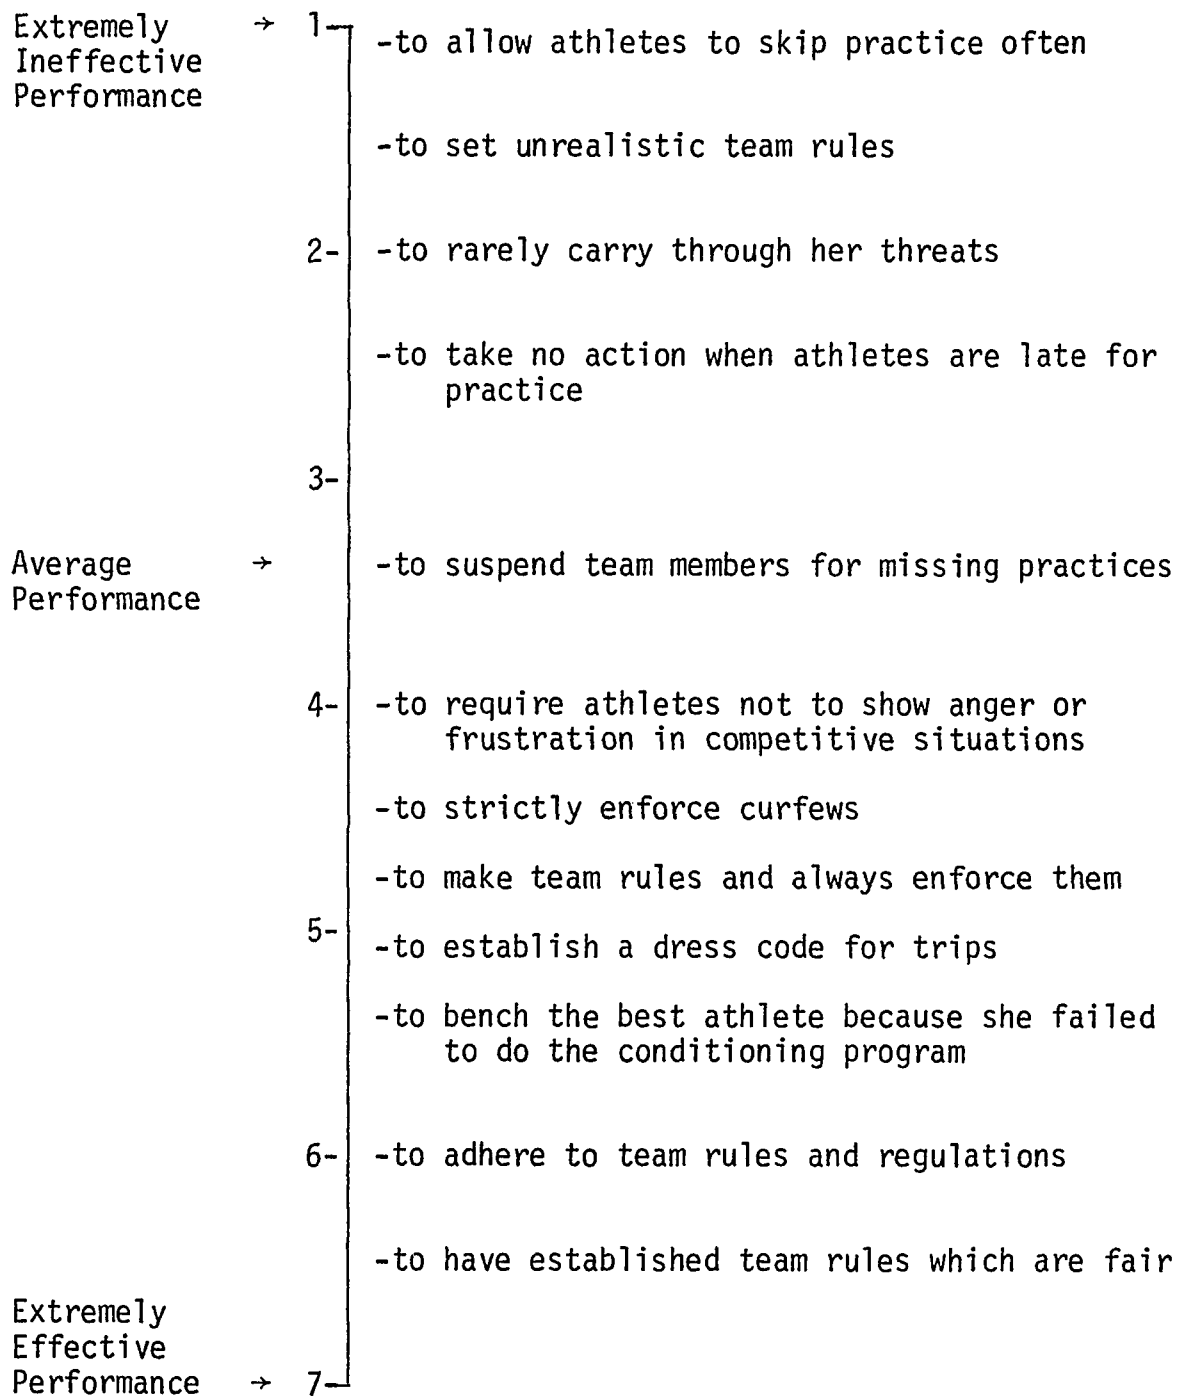 Extremely → 1- -to allow athletes to skip practice often
Ineffective
Performance
-to set unrealistic team rules
2- -to rarely carry through her threats
-to take no action when athletes are late for
practice
3-
Average → -to suspend team members for missing practices
Performance
4- -to require athletes not to show anger or
frustration in competitive situations
-to strictly enforce curfews
-to make team rules and always enforce them
5-
-to establish a dress code for trips
-to bench the best athlete because she failed
to do the conditioning program
6- -to adhere to team rules and regulations
-to have established team rules which are fair
Extremely
Effective
Performance → 7-